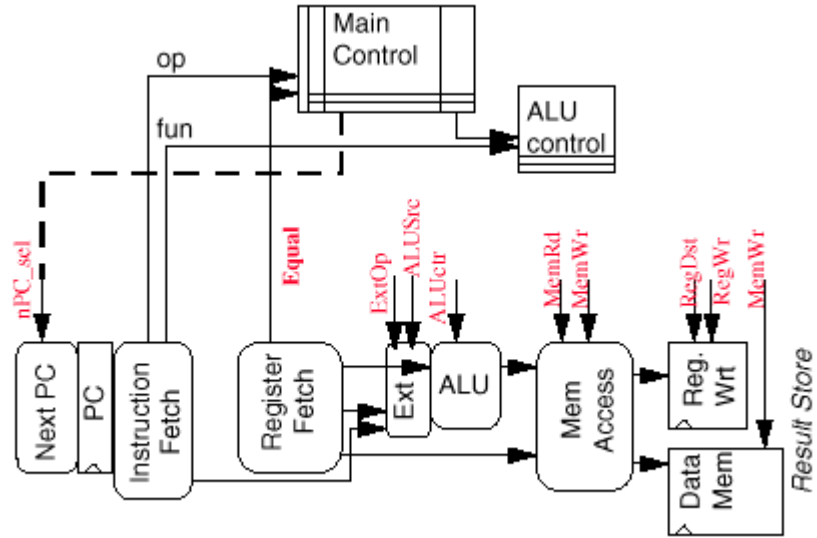 Main
Control
op
fun
ALU
control
nPC_sel
Equal
ExtOp
ALUSrc
ALUctr
MemRd
MemWr
RegDst
RegWr
MemWr
Next PC
PC
Instruction
Fetch
Register
Fetch
Ext
ALU
Mem
Access
Reg.
Wrt
Data
Mem
Result Store